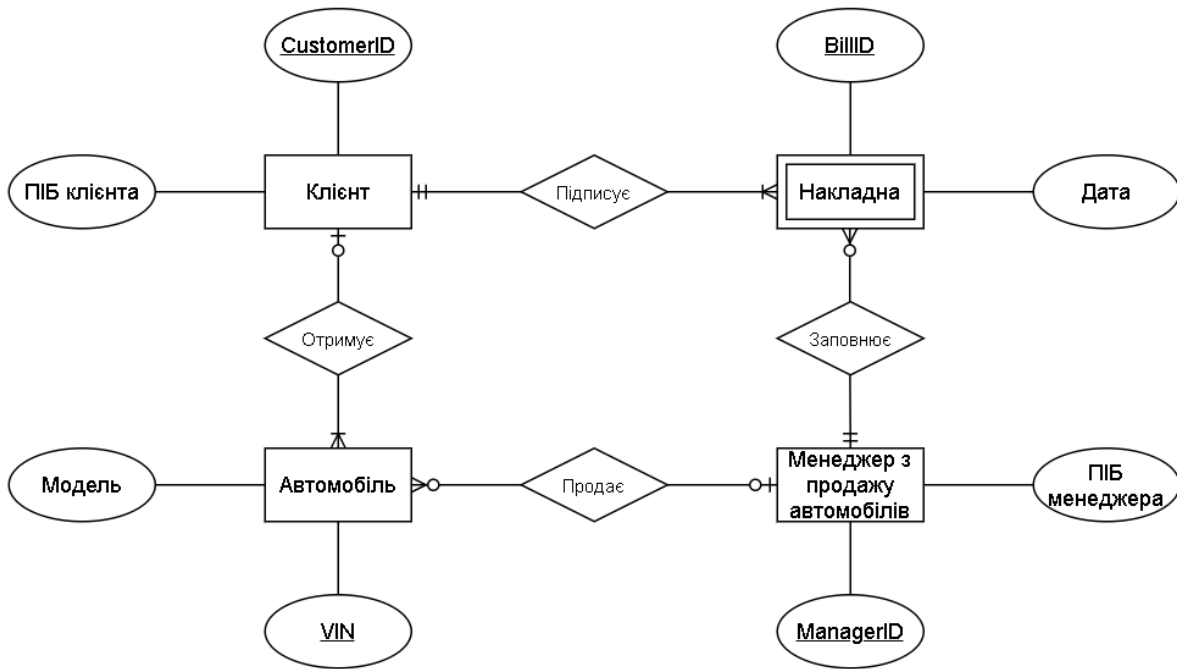 CustomerID
BillID
ПІБ клієнта
Клієнт
Підписує
Накладна
Дата
Отримує
Заповнює
Модель
Автомобіль
Продає
Менеджер з
продажу
автомобілів
ПІБ
менеджера
VIN
ManagerID